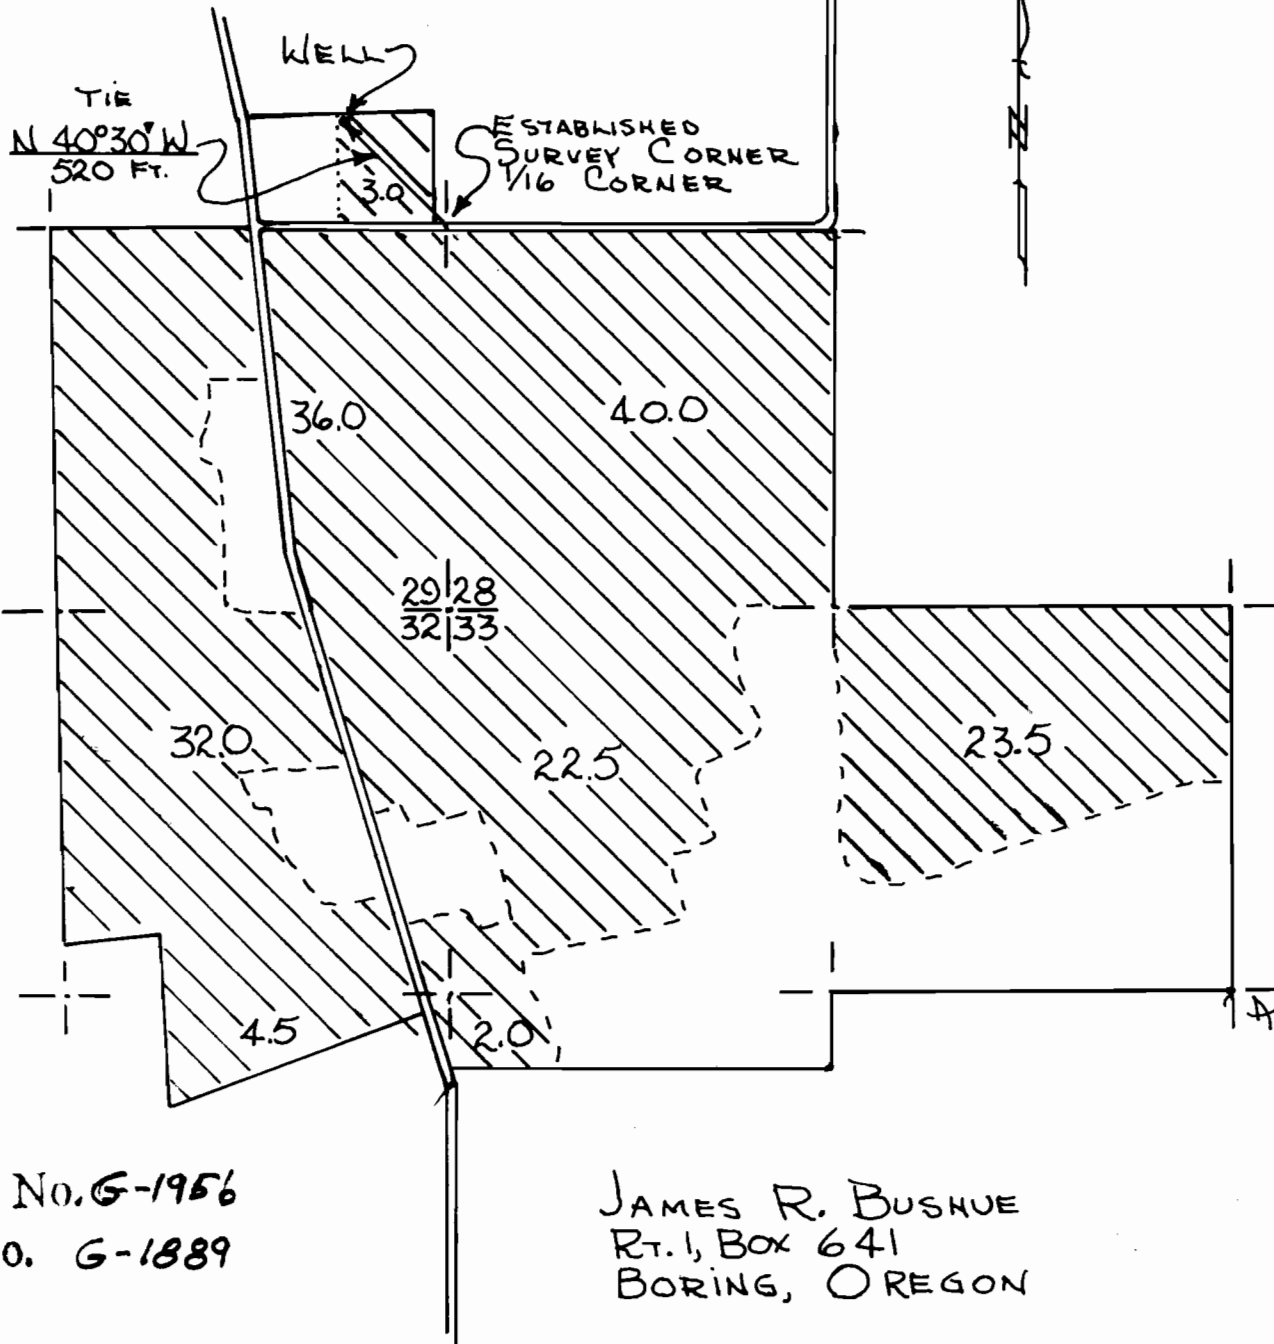 WELL
TIE
N 40°30' W
520 FT.
ESTABLISHED
SURVEY CORNER
1/16 CORNER
N
3.0
36.0
40.0
29 28
32 33
32.0
22.5
23.5
4.5
2.0
No. G-1956
o. G-1889
JAMES R. BUSHUE
RT. 1, BOX 641
BORING, OREGON